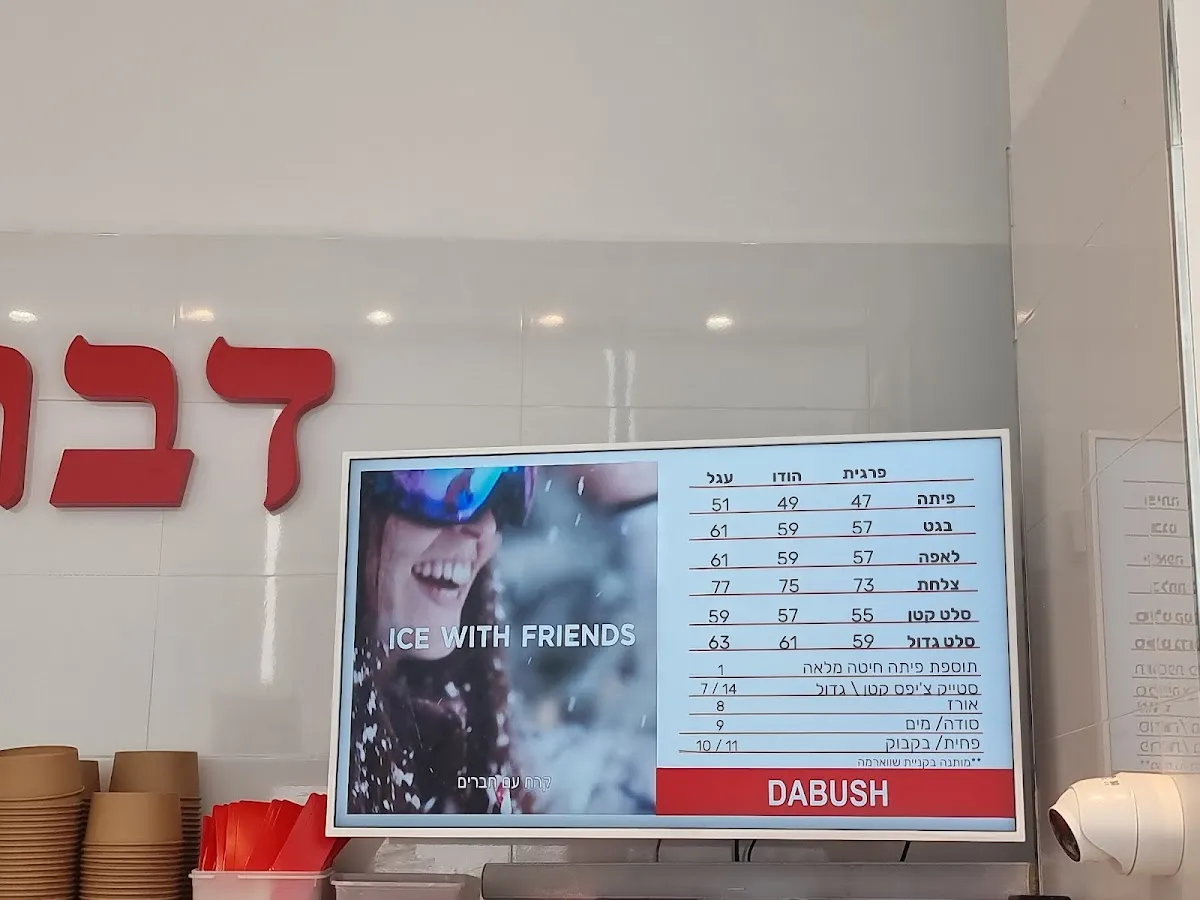 דבו
ICE WITH FRIENDS
קרח עם חברים
פרגית הודו עגל
פיתה 47 49 51
בגט 57 59 61
לאפה 57 59 61
צלחת 73 75 77
סלט קטן 55 57 59
סלט גדול 59 61 63
תוספת פיתה חיטה מלאה 1
סטייק צ'יפס קטן \ גדול 7 / 14
אורז 8
סודה/ מים 9
פחית/ בקבוק 10 / 11
**מותנה בקניית שווארמה
DABUSH